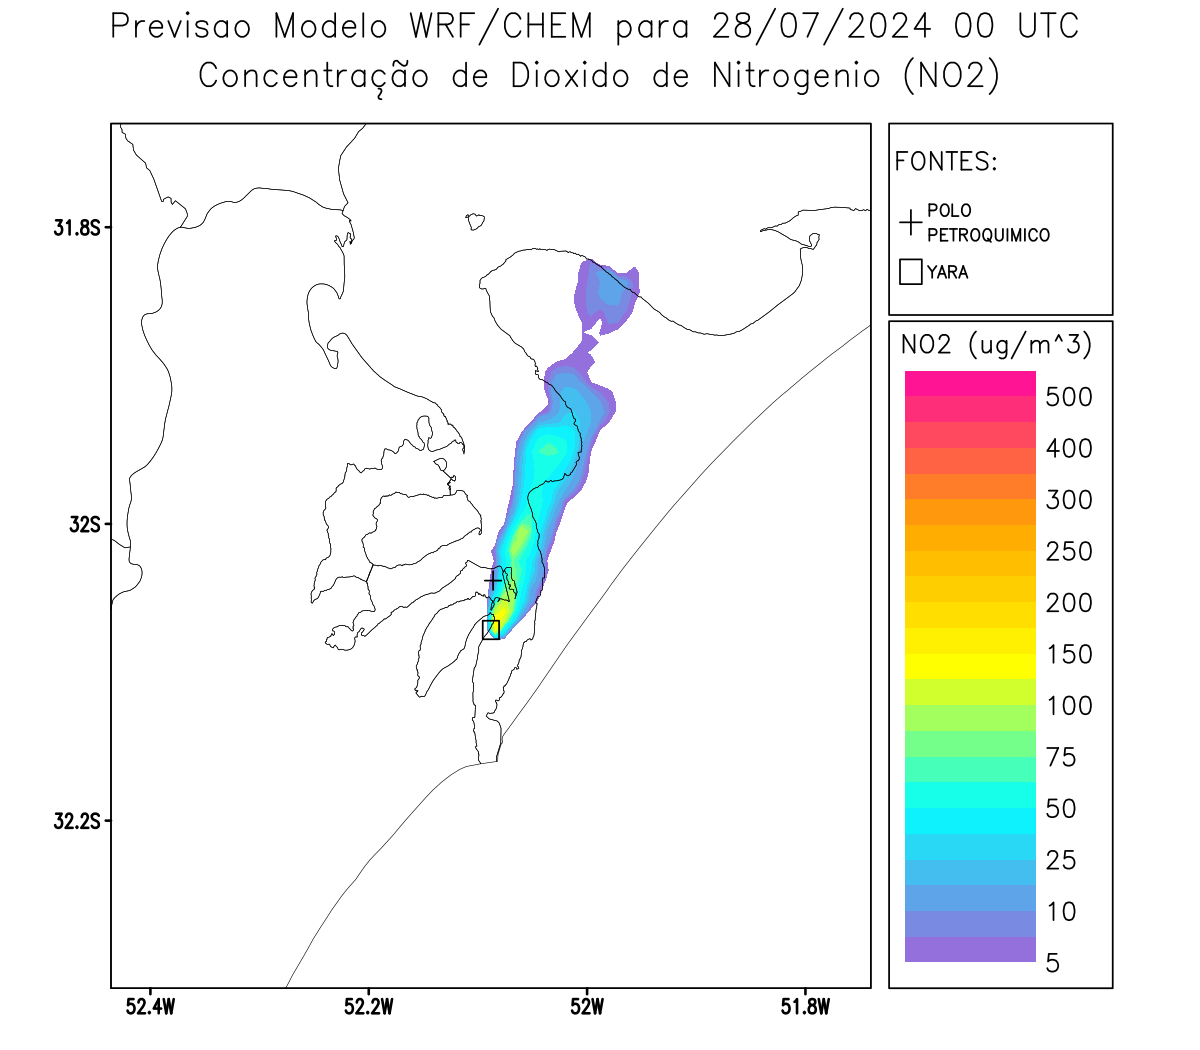 Previsao Modelo WRF/CHEM para 28/07/2024 00 UTC
Concentração de Dioxido de Nitrogenio (NO2)
FONTES:
POLO
PETROQUIMICO
YARA
NO2 (ug/m^3)
500
400
300
250
200
150
100
75
50
25
10
5
31.8S
32S
32.2S
52.4W
52.2W
52W
51.8W